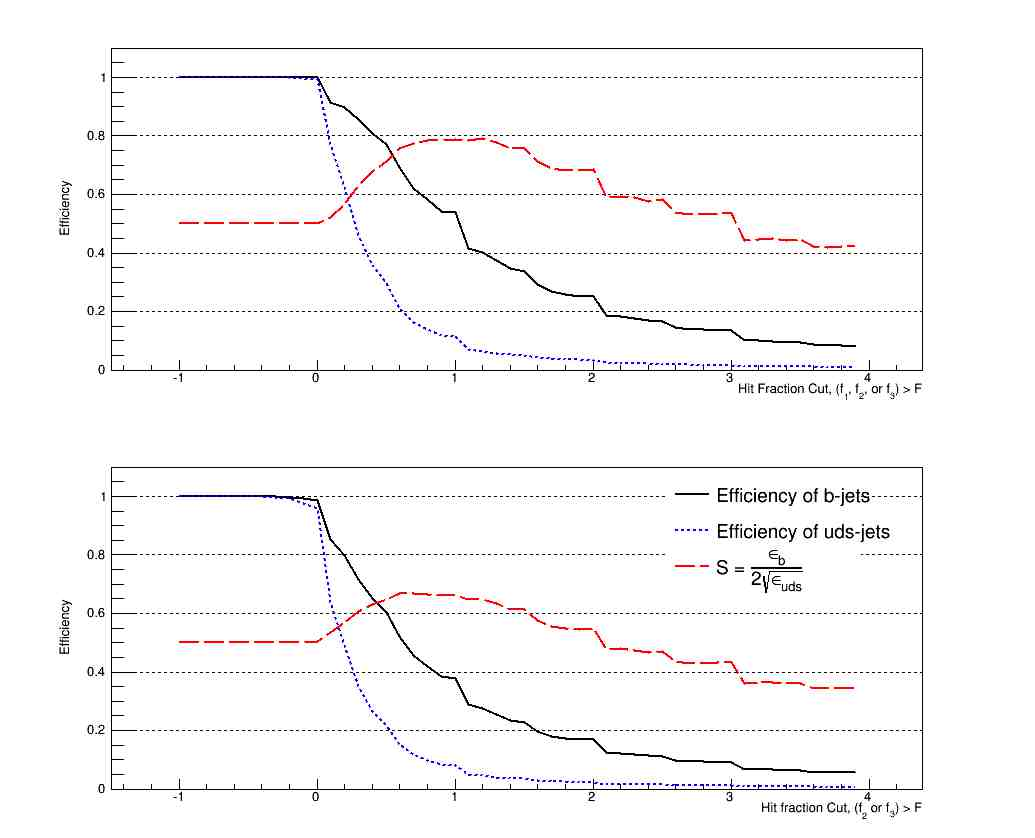 1
0.8
0.6
0.4
0.2
0
Efficiency
-1 0 1 2 3 4
Hit Fraction Cut, (f₁, f₂, or f₃) > F
1
0.8
0.6
0.4
0.2
0
Efficiency
Efficiency of b-jets
Efficiency of uds-jets
S = ϵb / 2√ϵuds
-1 0 1 2 3 4
Hit fraction Cut, (f₂ or f₃) > F